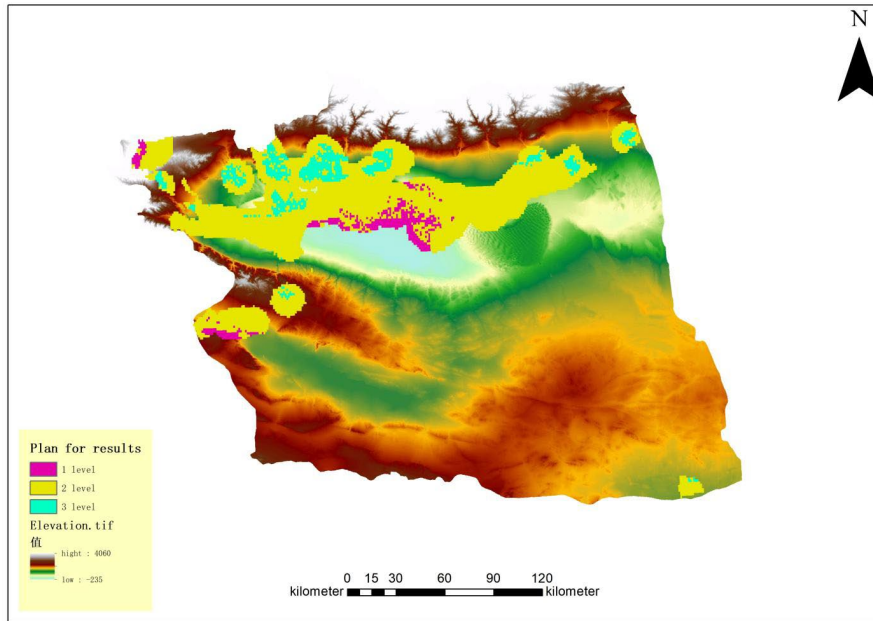 N
Plan for results
1 level
2 level
3 level
Elevation.tif
值
hight : 4060
low : -235
0 15 30 60 90 120
kilometer kilometer